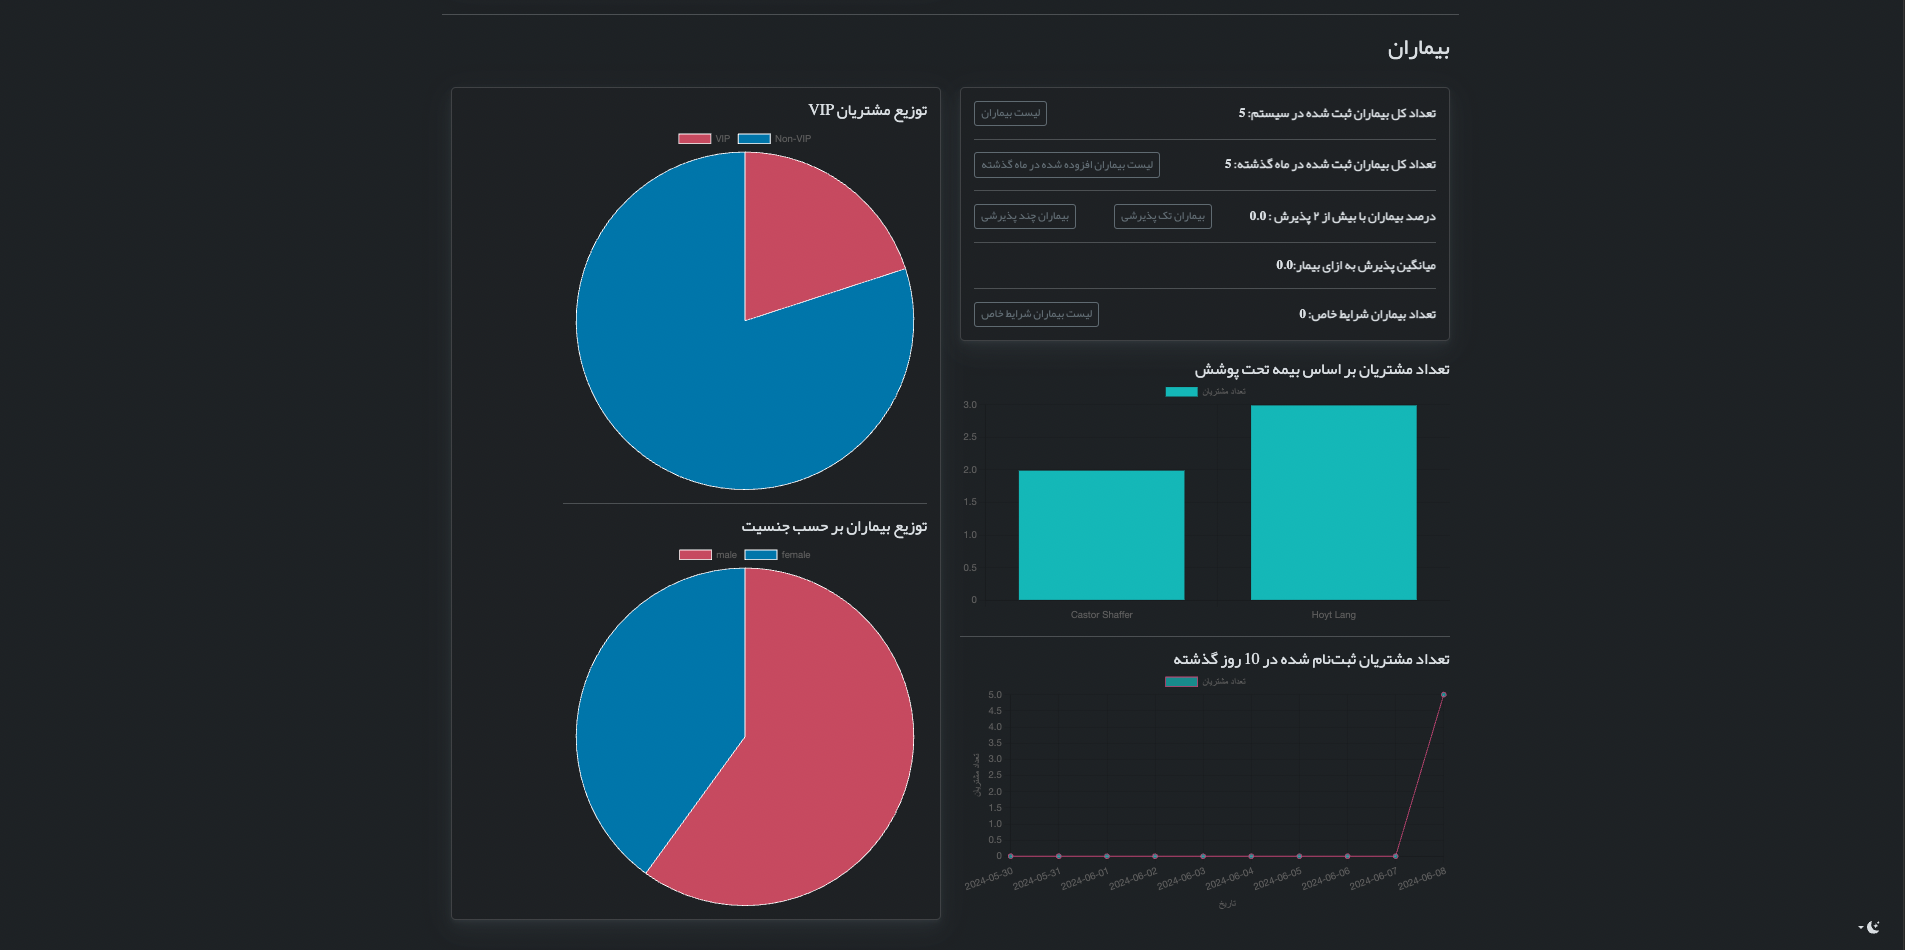 بیماران
تعداد کل بیماران ثبت شده در سیستم: 5
لیست بیماران
تعداد کل بیماران ثبت شده در ماه گذشته: 5
لیست بیماران افزوده شده در ماه گذشته
درصد بیماران با بیش از ۲ پذیرش : 0.0
بیماران تک پذیرشی
بیماران چند پذیرشی
میانگین پذیرش به ازای بیمار:0.0
تعداد بیماران شرایط خاص: 0
لیست بیماران شرایط خاص
تعداد مشتریان بر اساس بیمه تحت پوشش
تعداد مشتریان
3.0
2.5
2.0
1.5
1.0
0.5
0
Castor Shaffer
Hoyt Lang
تعداد مشتریان ثبت‌نام شده در 10 روز گذشته
تعداد مشتریان
تعداد مشتریان
5.0
4.5
4.0
3.5
3.0
2.5
2.0
1.5
1.0
0.5
0
2024-05-30
2024-05-31
2024-06-01
2024-06-02
2024-06-03
2024-06-04
2024-06-05
2024-06-06
2024-06-07
2024-06-08
تاریخ
توزیع مشتریان VIP
VIP
Non-VIP
توزیع بیماران بر حسب جنسیت
male
female